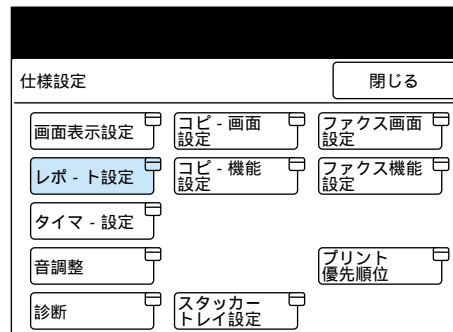 仕様設定
閉じる
画面表示設定
コピ - 画面
設定
ファクス画面
設定
レポ - ト設定
コピ - 機能
設定
ファクス機能
設定
タイマ - 設定
音調整
プリント
優先順位
診断
スタッカー
トレイ設定